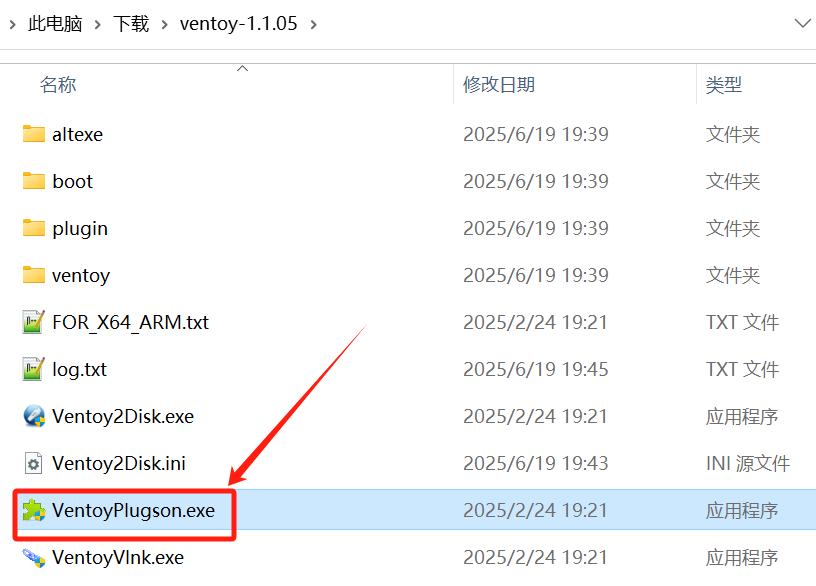 此电脑 > 下载 > ventoy-1.1.05 >
名称 修改日期 类型
altexe 2025/6/19 19:39 文件夹
boot 2025/6/19 19:39 文件夹
plugin 2025/6/19 19:39 文件夹
ventoy 2025/6/19 19:39 文件夹
FOR_X64_ARM.txt 2025/2/24 19:21 TXT 文件
log.txt 2025/6/19 19:45 TXT 文件
Ventoy2Disk.exe 2025/2/24 19:21 应用程序
Ventoy2Disk.ini 2025/6/19 19:43 INI 源文件
VentoyPlugson.exe 2025/2/24 19:21 应用程序
VentoyVlnk.exe 2025/2/24 19:21 应用程序